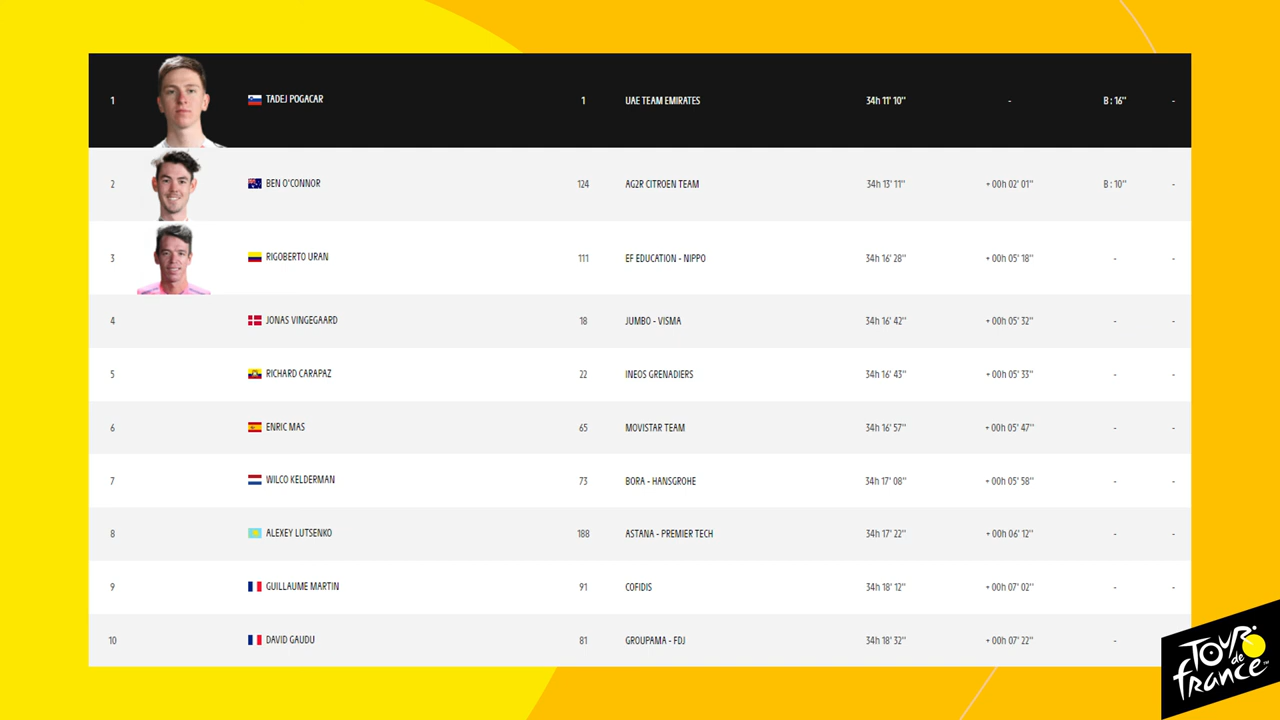 1 TADEJ POGACAR 1 UAE TEAM EMIRATES 34h 11' 10'' - B : 16'' -
2 BEN O'CONNOR 124 AG2R CITROEN TEAM 34h 13' 11'' + 00h 02' 01'' B : 10'' -
3 RIGOBERTO URAN 111 EF EDUCATION - NIPPO 34h 16' 28'' + 00h 05' 18'' - -
4 JONAS VINGEGAARD 18 JUMBO - VISMA 34h 16' 42'' + 00h 05' 32'' - -
5 RICHARD CARAPAZ 22 INEOS GRENADIERS 34h 16' 43'' + 00h 05' 33'' - -
6 ENRIC MAS 65 MOVISTAR TEAM 34h 16' 57'' + 00h 05' 47'' - -
7 WILCO KELDERMAN 73 BORA - HANSGROHE 34h 17' 08'' + 00h 05' 58'' - -
8 ALEXEY LUTSENKO 188 ASTANA - PREMIER TECH 34h 17' 22'' + 00h 06' 12'' - -
9 GUILLAUME MARTIN 91 COFIDIS 34h 18' 12'' + 00h 07' 02'' - -
10 DAVID GAUDU 81 GROUPAMA - FDJ 34h 18' 32'' + 00h 07' 22'' -
TOUR
de
france™